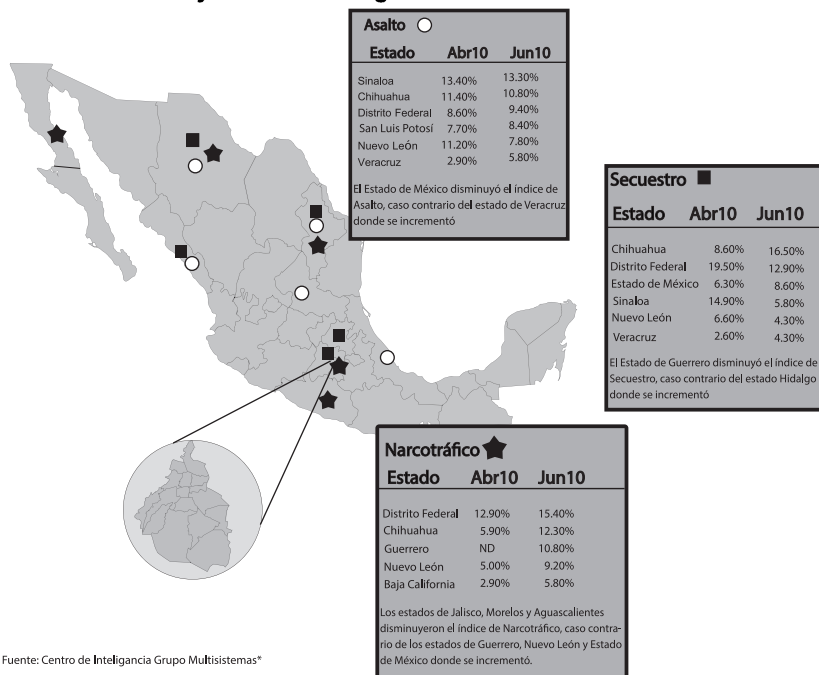 Asalto
Estado Abr10 Jun10
Sinaloa 13.40% 13.30%
Chihuahua 11.40% 10.80%
Distrito Federal 8.60% 9.40%
San Luis Potosí 7.70% 8.40%
Nuevo León 11.20% 7.80%
Veracruz 2.90% 5.80%
El Estado de México disminuyó el índice de
Asalto, caso contrario del estado de Veracruz
donde se incrementó
Secuestro
Estado Abr10 Jun10
Chihuahua 8.60% 16.50%
Distrito Federal 19.50% 12.90%
Estado de México 6.30% 8.60%
Sinaloa 14.90% 5.80%
Nuevo León 6.60% 4.30%
Veracruz 2.60% 4.30%
El Estado de Guerrero disminuyó el índice de
Secuestro, caso contrario del estado Hidalgo
donde se incrementó
Narcotráfico
Estado Abr10 Jun10
Distrito Federal 12.90% 15.40%
Chihuahua 5.90% 12.30%
Guerrero ND 10.80%
Nuevo León 5.00% 9.20%
Baja California 2.90% 5.80%
Los estados de Jalisco, Morelos y Aguascalientes
disminuyeron el índice de Narcotráfico, caso contra-
rio de los estados de Guerrero, Nuevo León y Estado
de México donde se incrementó.
Fuente: Centro de Inteligancia Grupo Multisistemas*